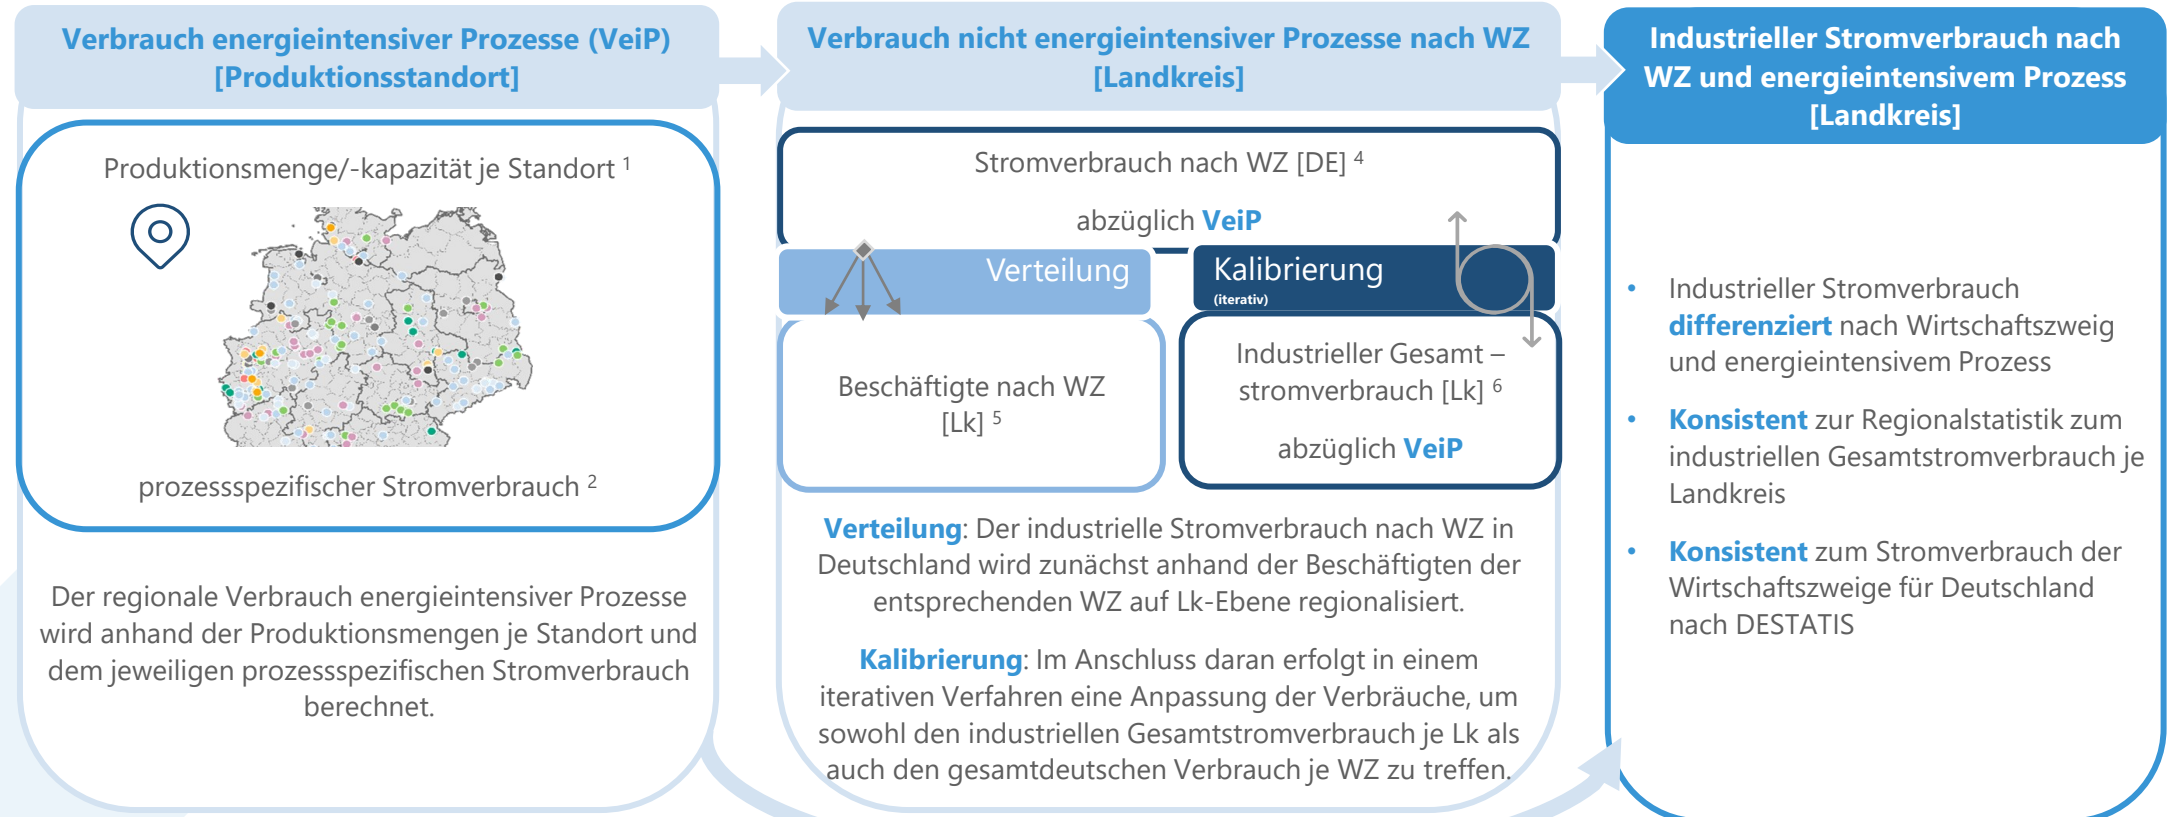 Verbrauch energieintensiver Prozesse (VeiP)
[Produktionsstandort]
Produktionsmenge/-kapazität je Standort 1
prozessspezifischer Stromverbrauch 2
Der regionale Verbrauch energieintensiver Prozesse
wird anhand der Produktionsmengen je Standort und
dem jeweiligen prozessspezifischen Stromverbrauch
berechnet.
Verbrauch nicht energieintensiver Prozesse nach WZ
[Landkreis]
Stromverbrauch nach WZ [DE] 4
abzüglich VeiP
Verteilung
Beschäftigte nach WZ
[Lk] 5
Kalibrierung
(iterativ)
Industrieller Gesamt –
stromverbrauch [Lk] 6
abzüglich VeiP
Verteilung: Der industrielle Stromverbrauch nach WZ in
Deutschland wird zunächst anhand der Beschäftigten der
entsprechenden WZ auf Lk-Ebene regionalisiert.
Kalibrierung: Im Anschluss daran erfolgt in einem
iterativen Verfahren eine Anpassung der Verbräuche, um
sowohl den industriellen Gesamtstromverbrauch je Lk als
auch den gesamtdeutschen Verbrauch je WZ zu treffen.
Industrieller Stromverbrauch nach
WZ und energieintensivem Prozess
[Landkreis]
• Industrieller Stromverbrauch
differenziert nach Wirtschaftszweig
und energieintensivem Prozess
• Konsistent zur Regionalstatistik zum
industriellen Gesamtstromverbrauch je
Landkreis
• Konsistent zum Stromverbrauch der
Wirtschaftszweige für Deutschland
nach DESTATIS